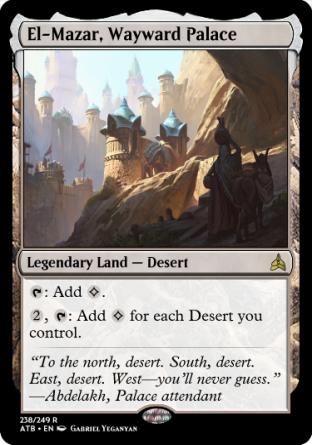 El-Mazar, Wayward Palace
Legendary Land — Desert
: Add .
2, : Add  for each Desert you
control.
“To the north, desert. South, desert.
East, desert. West—you’ll never guess.”
—Abdelakh, Palace attendant
238/249 R
ATB • EN GABRIEL YEGANYAN